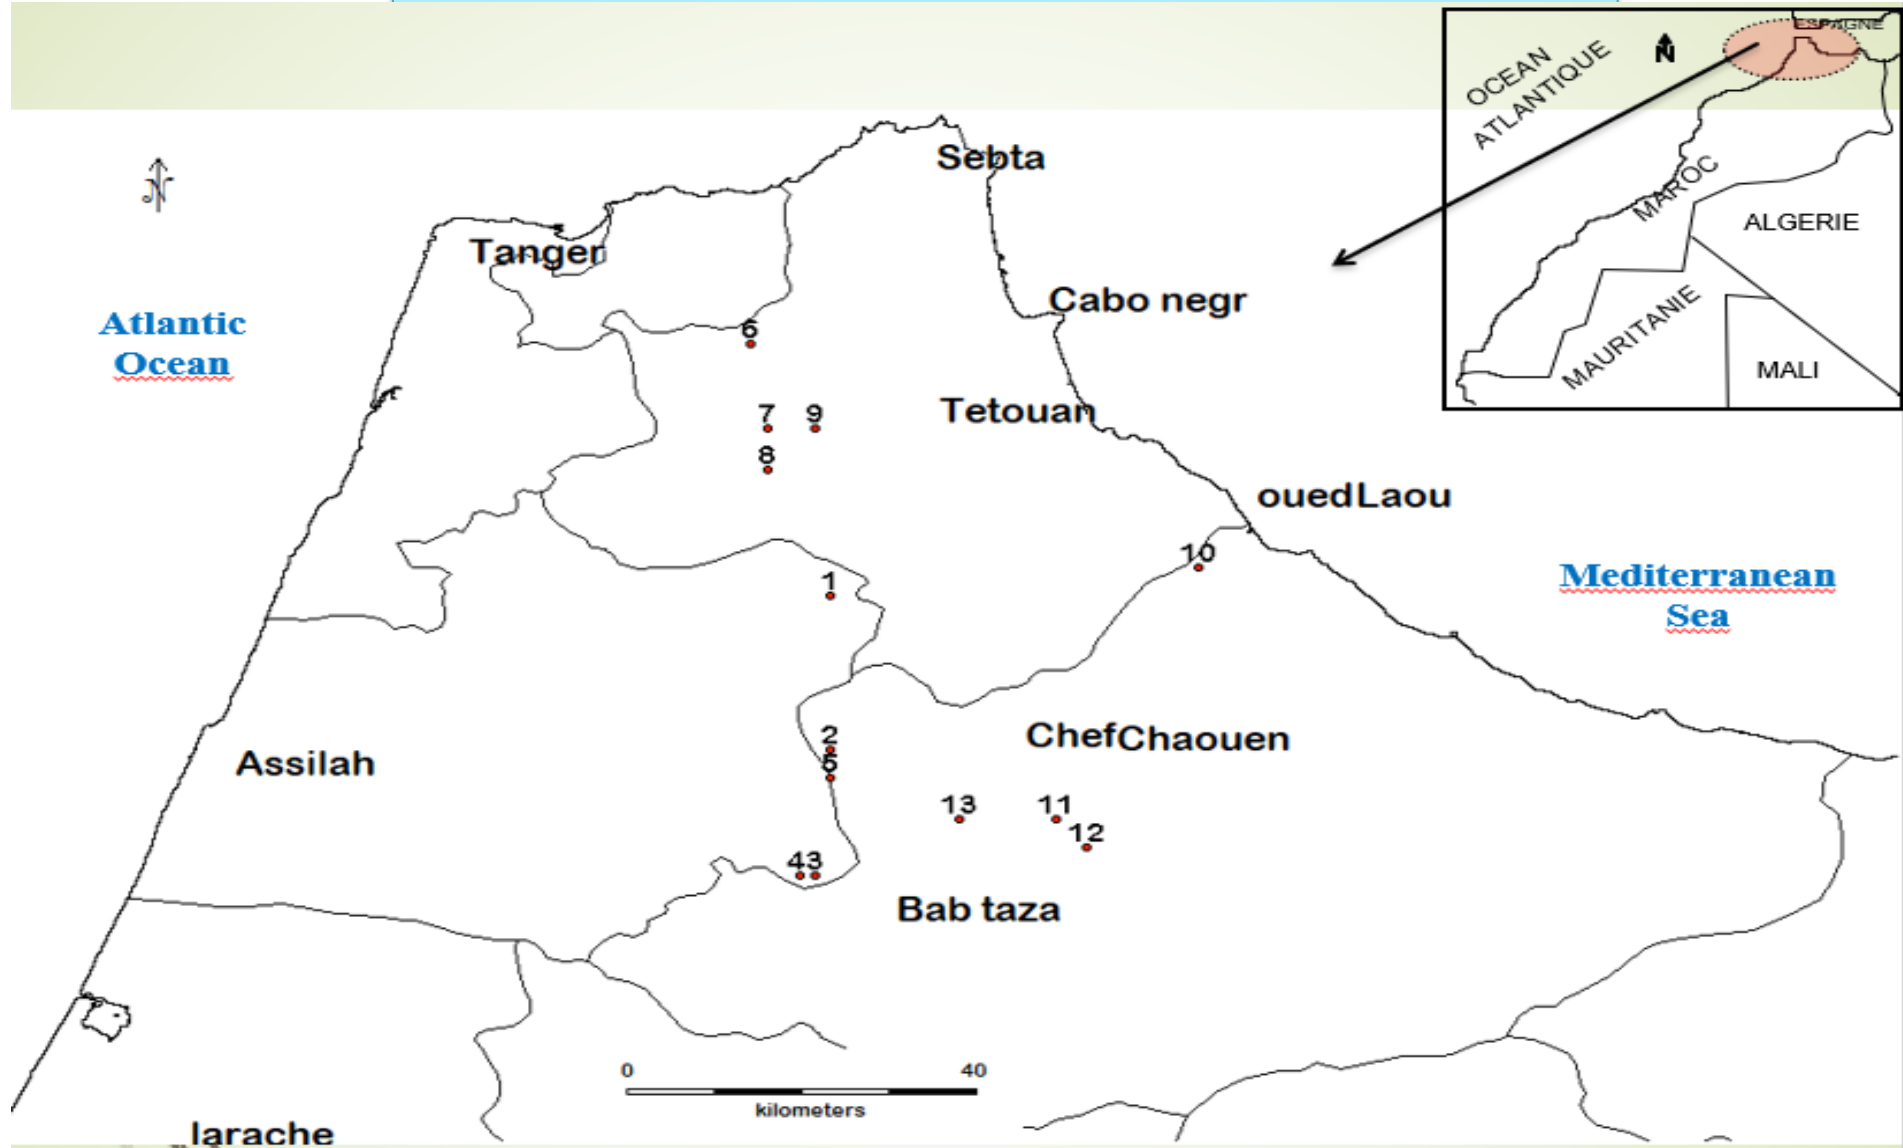 ESPAGNE
N
OCEAN
ATLANTIQUE
MAROC
ALGERIE
MAURITANIE
MALI
N
Sebta
Tanger
Cabo negr
Atlantic
Ocean
6
7 9
Tetouan
8
ouedLaou
10
1
Mediterranean
Sea
2
5
ChefChaouen
Assilah
13 11
12
43
Bab taza
0 40
kilometers
larache